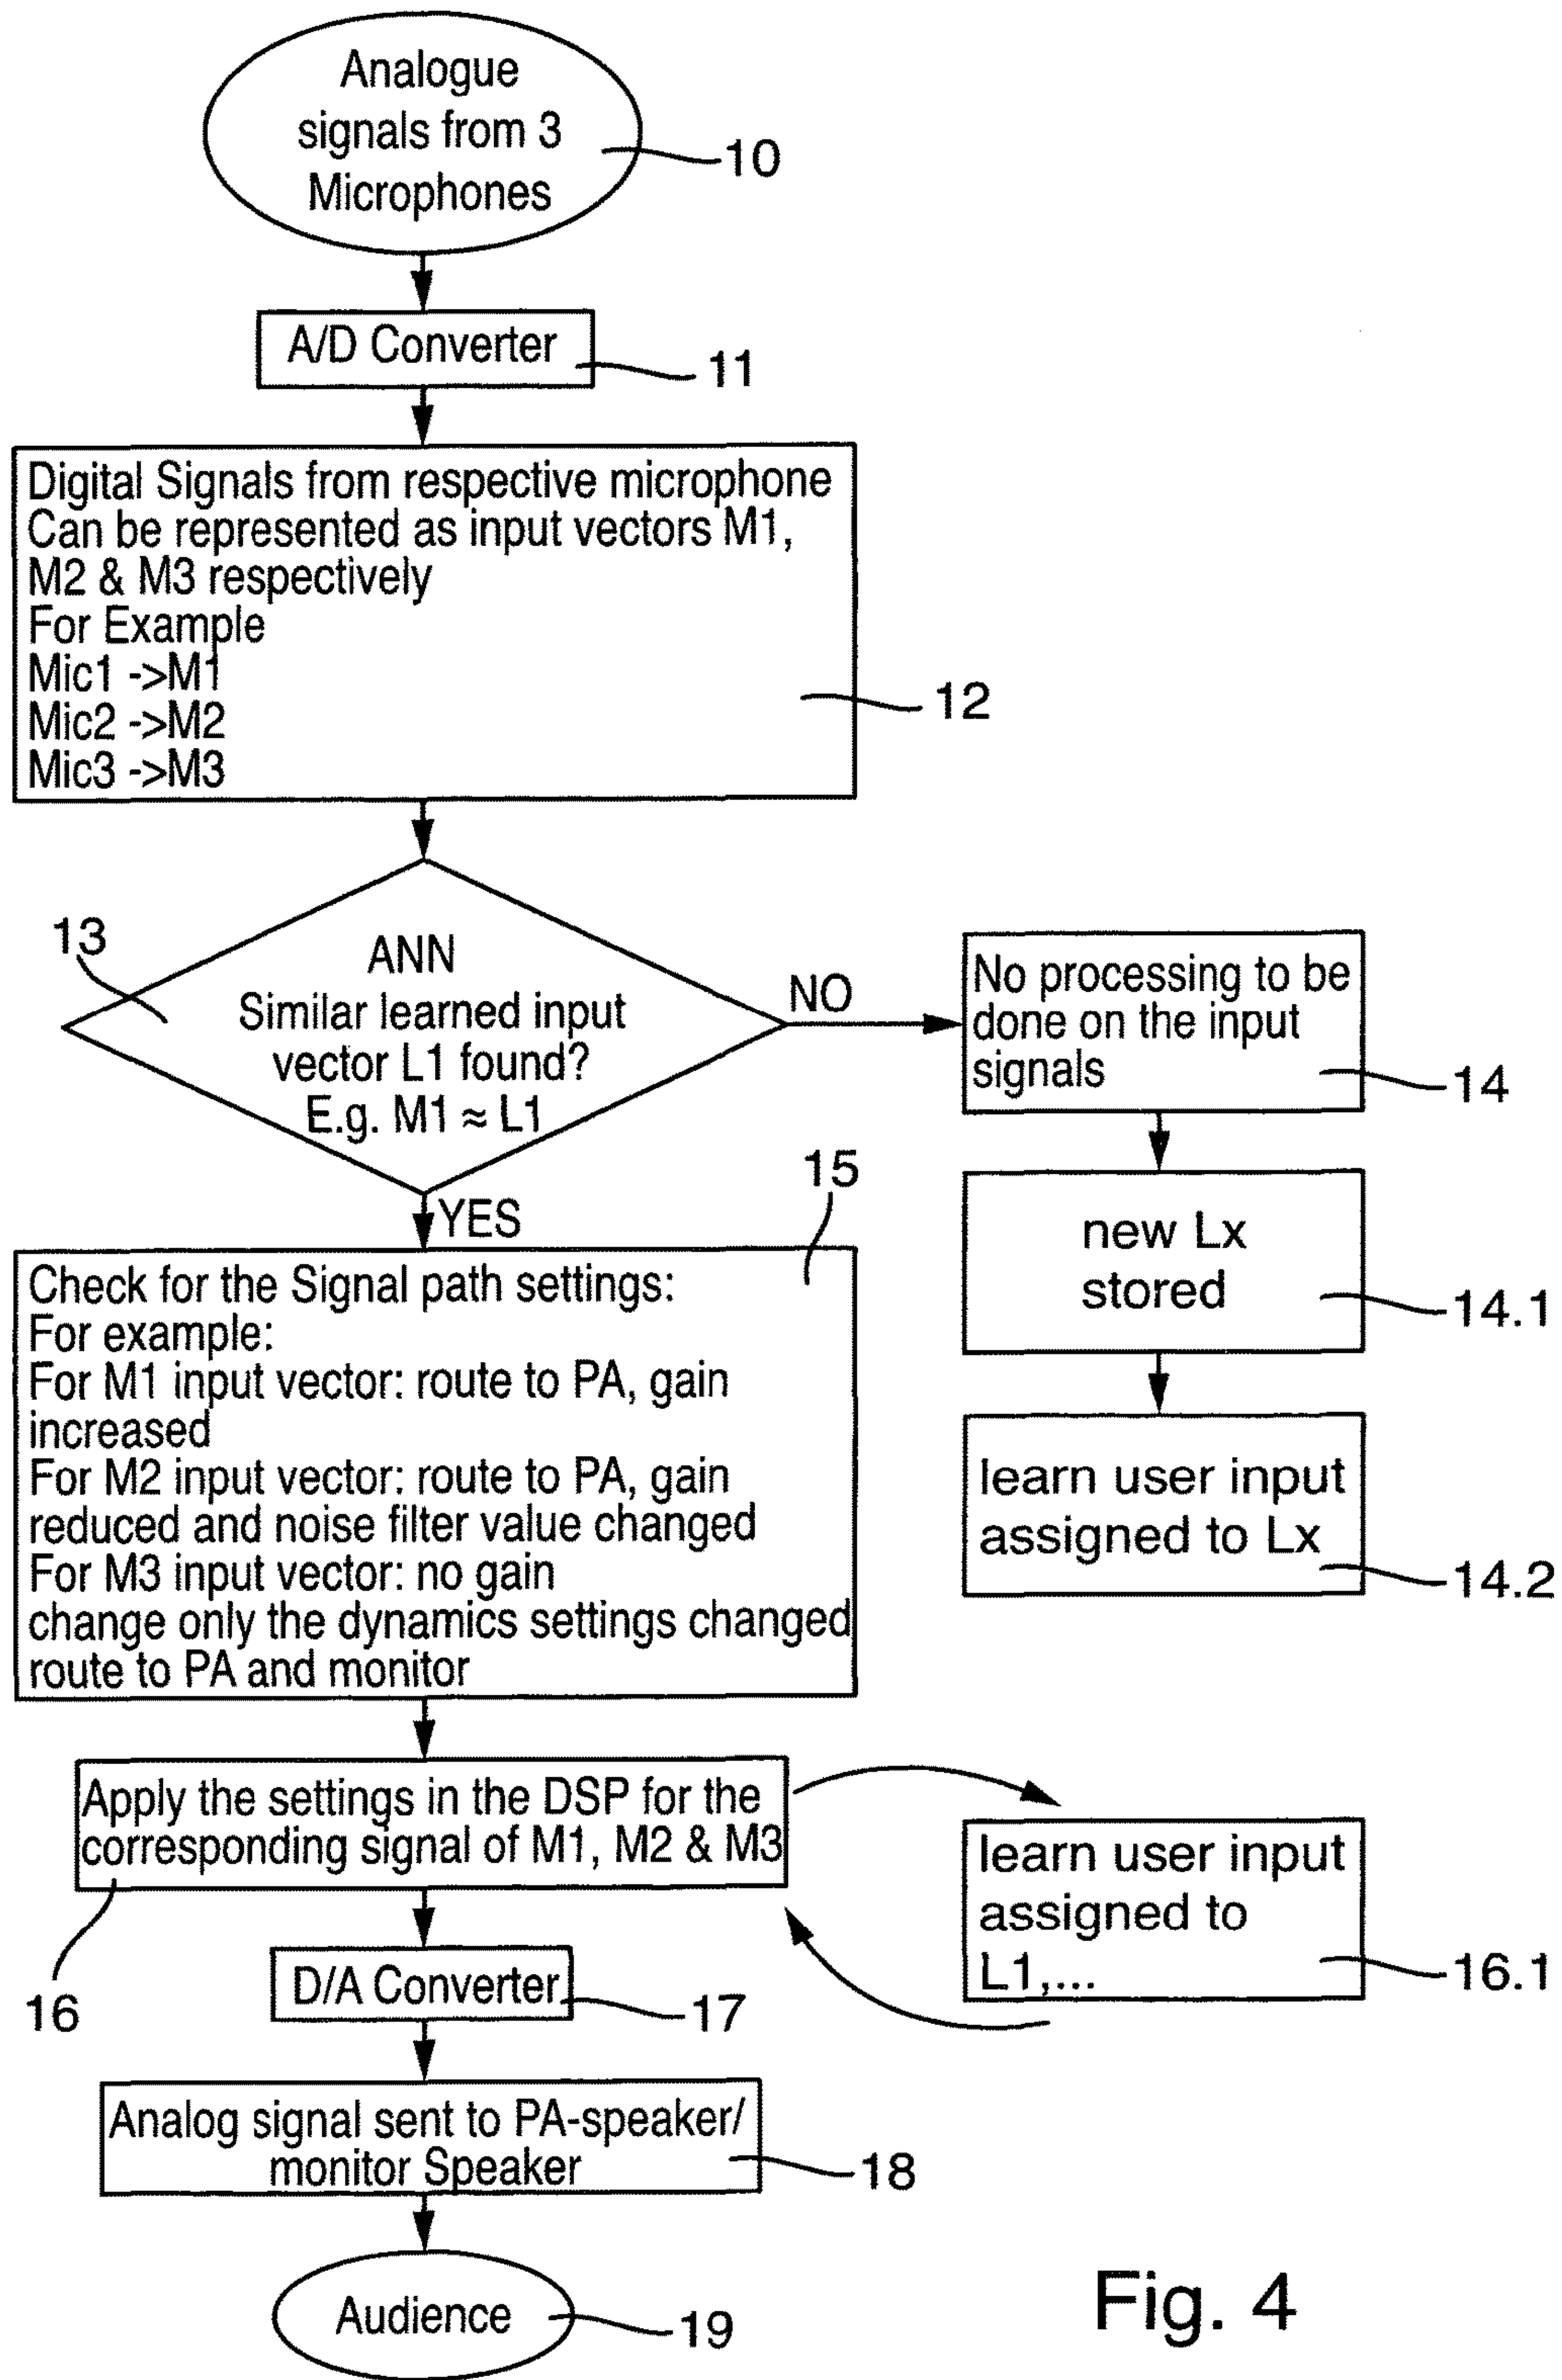 Analogue
signals from 3
Microphones
10
A/D Converter
11
Digital Signals from respective microphone
Can be represented as input vectors M1,
M2 & M3 respectively
For Example
Mic1 ->M1
Mic2 ->M2
Mic3 ->M3
12
13
ANN
Similar learned input
vector L1 found?
E.g. M1 ≈ L1
NO
No processing to be
done on the input
signals
14
new Lx
stored
14.1
learn user input
assigned to Lx
14.2
YES
15
Check for the Signal path settings:
For example:
For M1 input vector: route to PA, gain
increased
For M2 input vector: route to PA, gain
reduced and noise filter value changed
For M3 input vector: no gain
change only the dynamics settings changed
route to PA and monitor
Apply the settings in the DSP for the
corresponding signal of M1, M2 & M3
16
learn user input
assigned to
L1,...
16.1
D/A Converter
17
Analog signal sent to PA-speaker/
monitor Speaker
18
Audience
19
Fig. 4